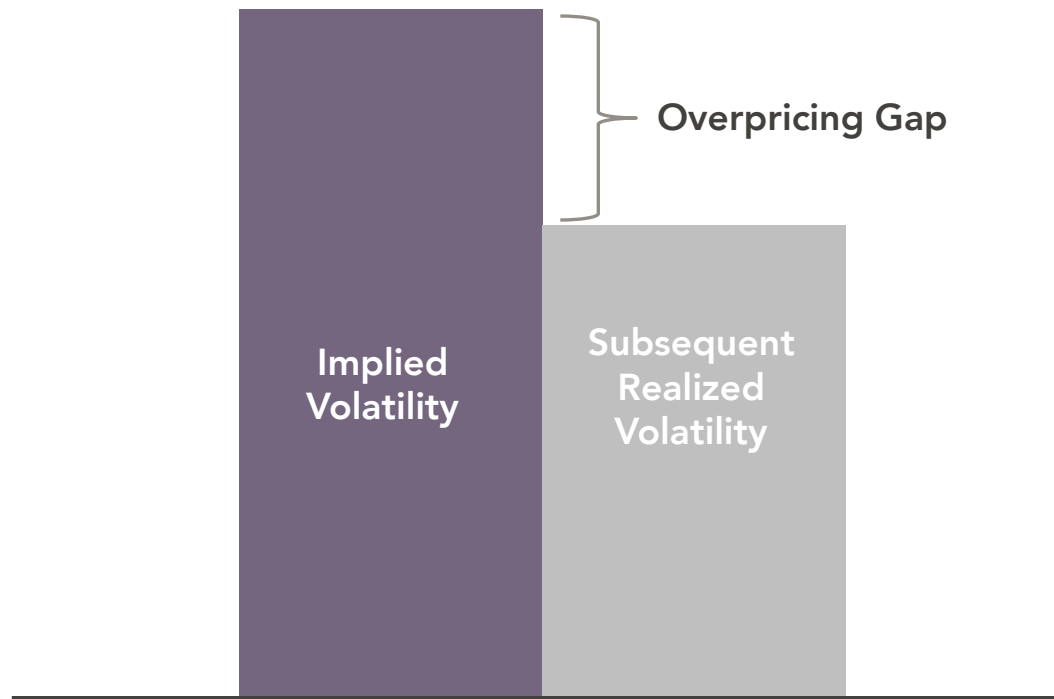 Overpricing Gap
Implied
Volatility
Subsequent
Realized
Volatility